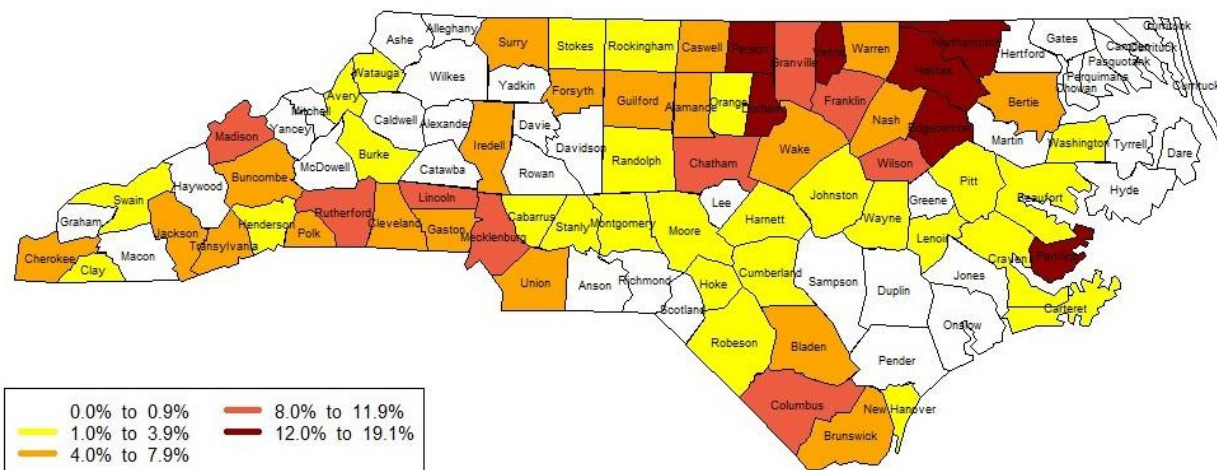 Ashe
Alleghany
Surry
Stokes
Rockingham
Caswell
Person
Granville
Vance
Warren
Northampton
Halifax
Hertford
Gates
Currituck
Camden
Currituck
Pasquotank
Perquimans
Chowan
Currituck
Watauga
Wilkes
Yadkin
Forsyth
Guilford
Alamance
Orange
Durham
Franklin
Nash
Edgecombe
Bertie
Avery
Mitchell
Yancey
Caldwell
Alexander
Davie
Iredell
Davidson
Randolph
Chatham
Wake
Wilson
Martin
Washington
Tyrrell
Dare
Madison
Buncombe
McDowell
Burke
Catawba
Rowan
Johnston
Pitt
Beaufort
Hyde
Haywood
Swain
Graham
Rutherford
Lincoln
Lee
Harnett
Wayne
Greene
Henderson
Jackson
Transylvania
Polk
Cleveland
Gaston
Mecklenburg
Cabarrus
Stanly
Montgomery
Moore
Lenoir
Craven
Pamlico
Cherokee
Clay
Macon
Union
Anson
Richmond
Hoke
Cumberland
Sampson
Duplin
Jones
Carteret
Scotland
Robeson
Bladen
Onslow
Pender
Columbus
New Hanover
Brunswick
0.0% to 0.9%
1.0% to 3.9%
4.0% to 7.9%
8.0% to 11.9%
12.0% to 19.1%